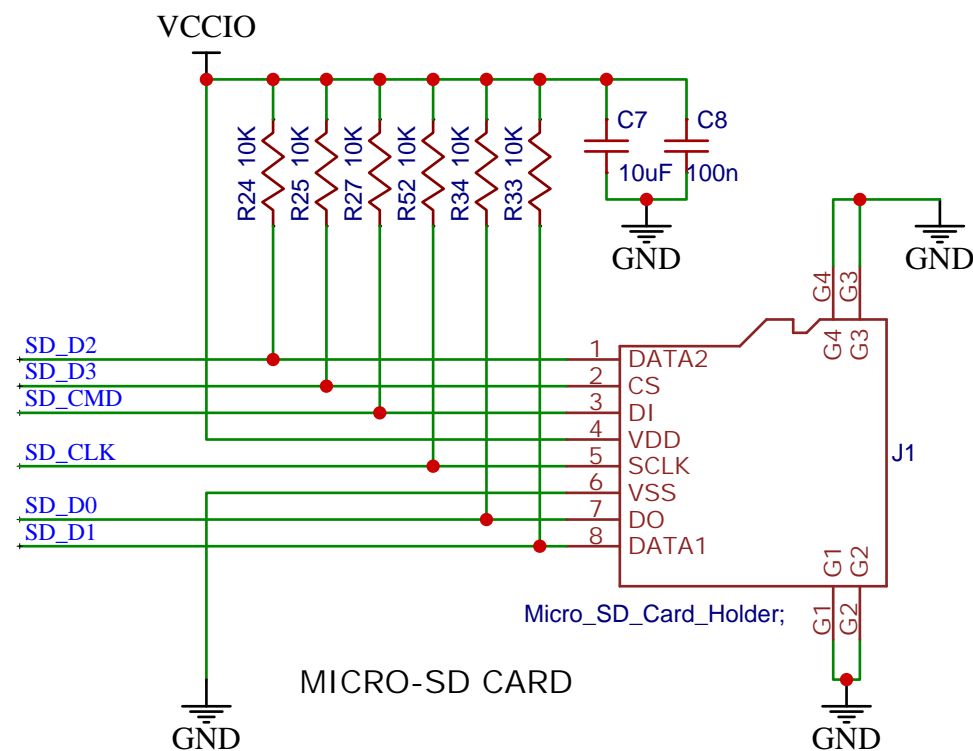 VCCIO
R24 10K
R25 10K
R27 10K
R52 10K
R34 10K
R33 10K
C7
10uF
C8
100n
GND
GND
G4
G3
G4
G3
SD_D2
1
DATA2
SD_D3
2
CS
SD_CMD
3
DI
4
VDD
SD_CLK
5
SCLK
J1
6
VSS
SD_D0
7
DO
SD_D1
8
DATA1
G1
G2
Micro_SD_Card_Holder;
G1
G2
MICRO-SD CARD
GND
GND